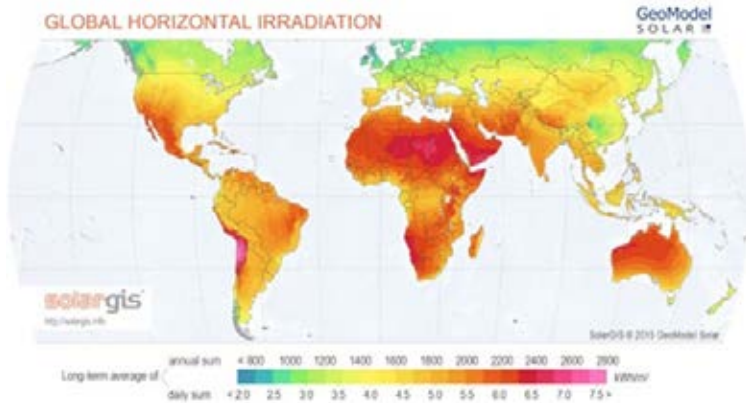 GLOBAL HORIZONTAL IRRADIATION
GeoModel
SOLAR
solargis
http://solargis.info
SolarGIS © 2015 GeoModel Solar
Long-term average of
annual sum < 800 1000 1200 1400 1600 1800 2000 2200 2400 2600 2800
daily sum < 2.0 2.5 3.0 3.5 4.0 4.5 5.0 5.5 6.0 6.5 7.0 7.5 >
kWh/m²